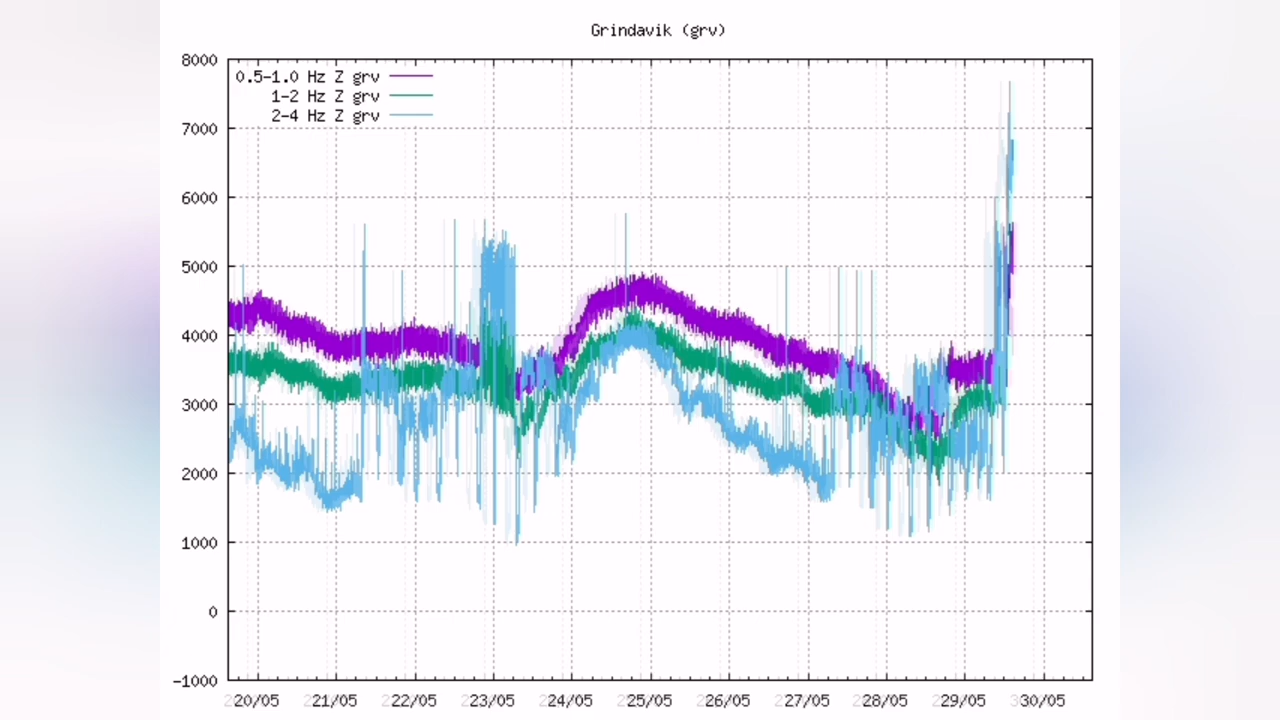 Grindavik (grv)
8000
0.5-1.0 Hz Z grv
1-2 Hz Z grv
2-4 Hz Z grv
7000
6000
5000
4000
3000
2000
1000
0
-1000
20/05 21/05 22/05 23/05 24/05 25/05 26/05 27/05 28/05 29/05 30/05